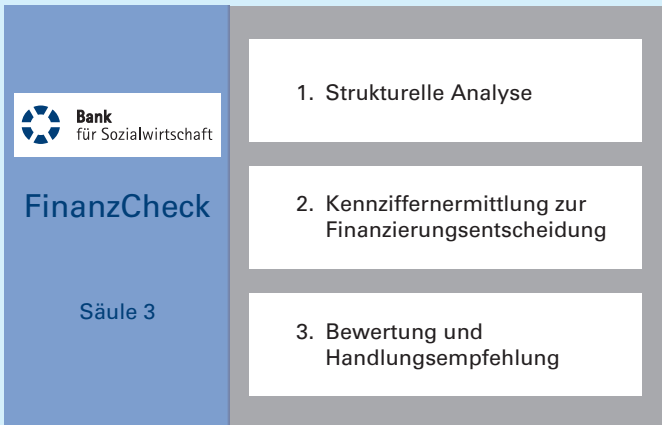 Bank
für Sozialwirtschaft
FinanzCheck
Säule 3
1. Strukturelle Analyse
2. Kennziffernermittlung zur
Finanzierungsentscheidung
3. Bewertung und
Handlungsempfehlung